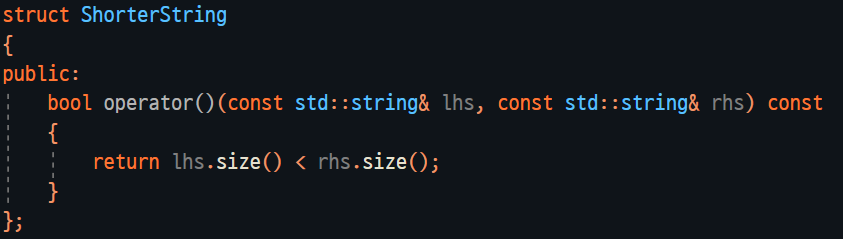 struct ShorterString
{
public:
    bool operator()(const std::string& lhs, const std::string& rhs) const
    {
        return lhs.size() < rhs.size();
    }
};